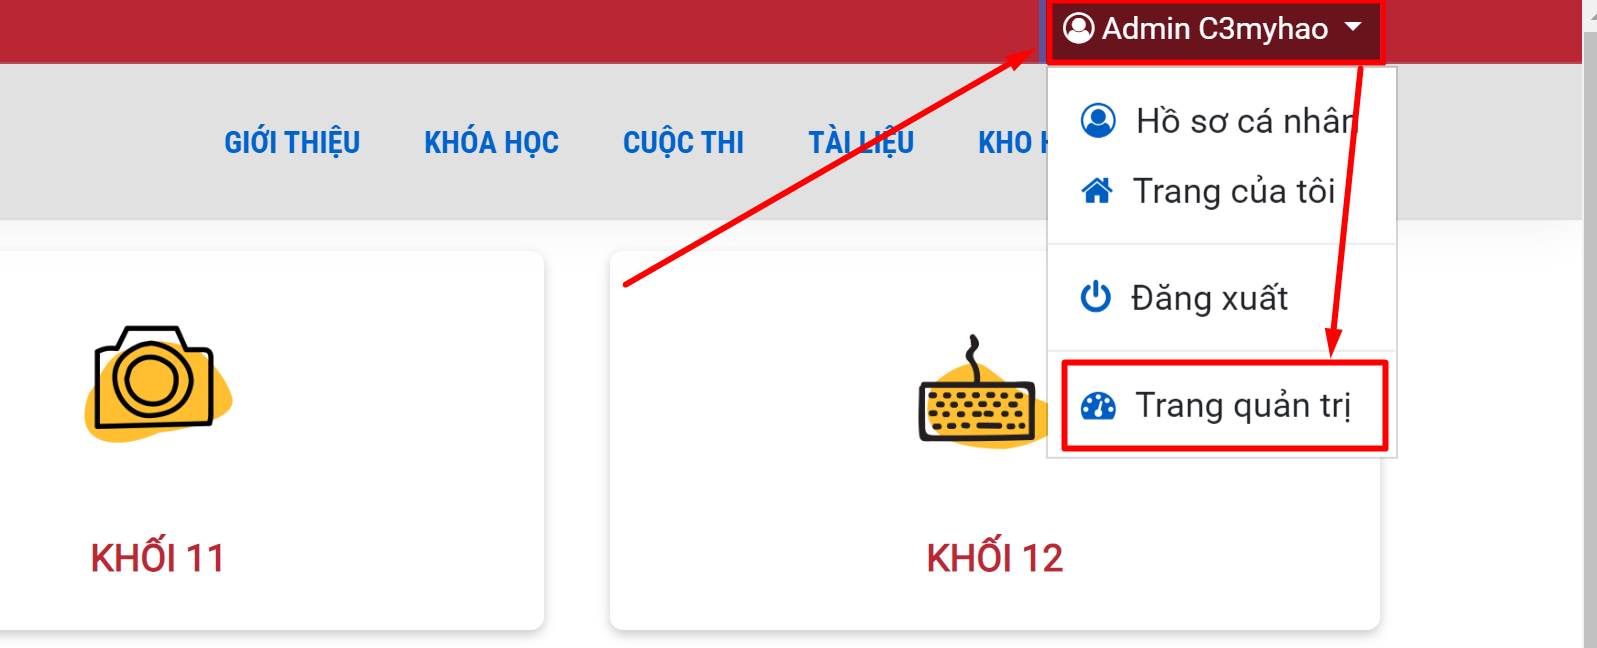 Admin C3myhao
GIỚI THIỆU KHÓA HỌC CUỘC THI TÀI LIỆU KHO
Hồ sơ cá nhân
Trang của tôi
Đăng xuất
Trang quản trị
KHỐI 11
KHỐI 12